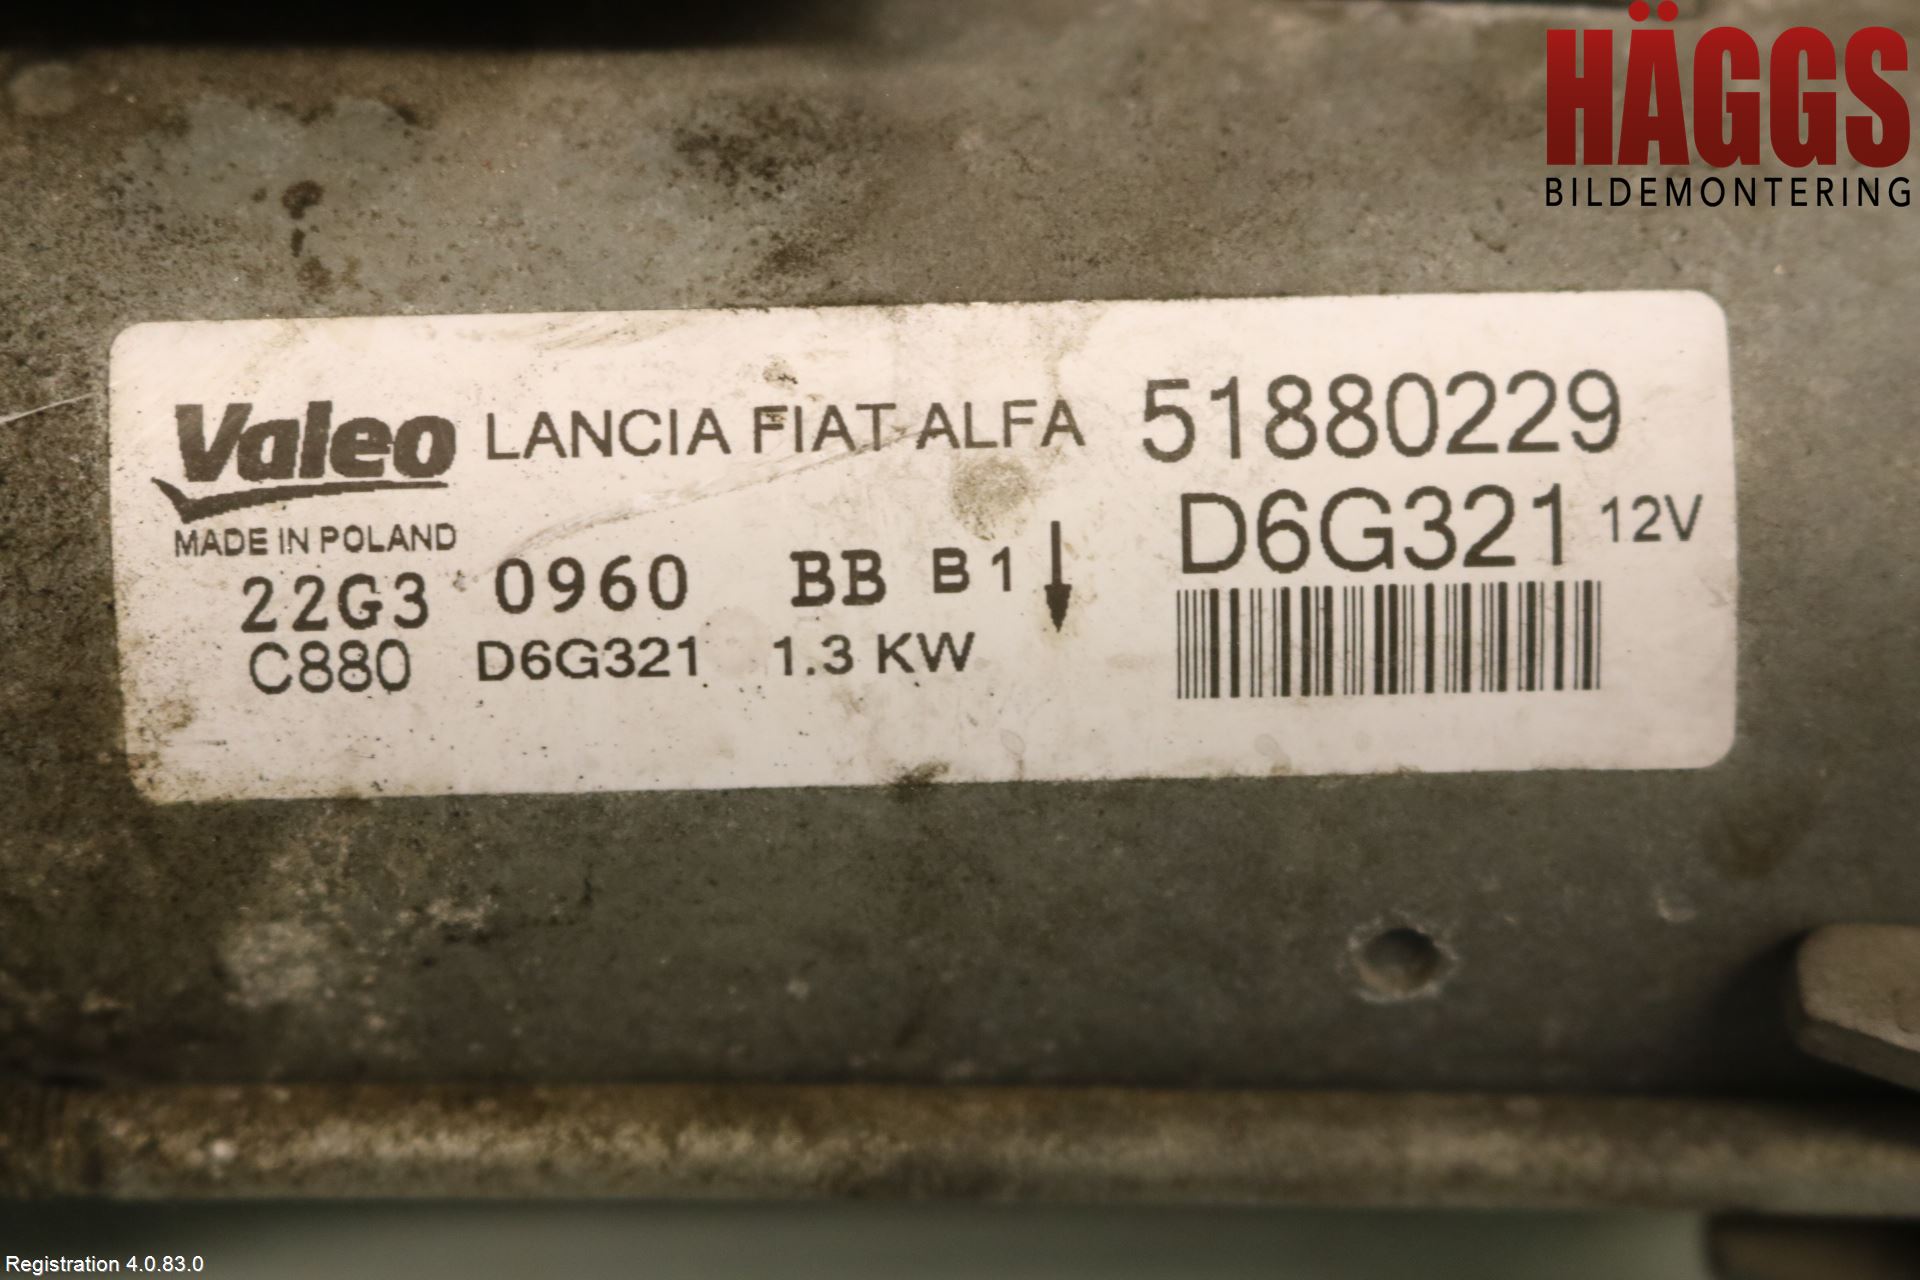 HÄGGS
BILDEMONTERING
Valeo LANCIA FIAT ALFA 51880229
MADE IN POLAND D6G321 12V
22G3 0960 BB B1
C880 D6G321 1.3 KW
Registration 4.0.83.0